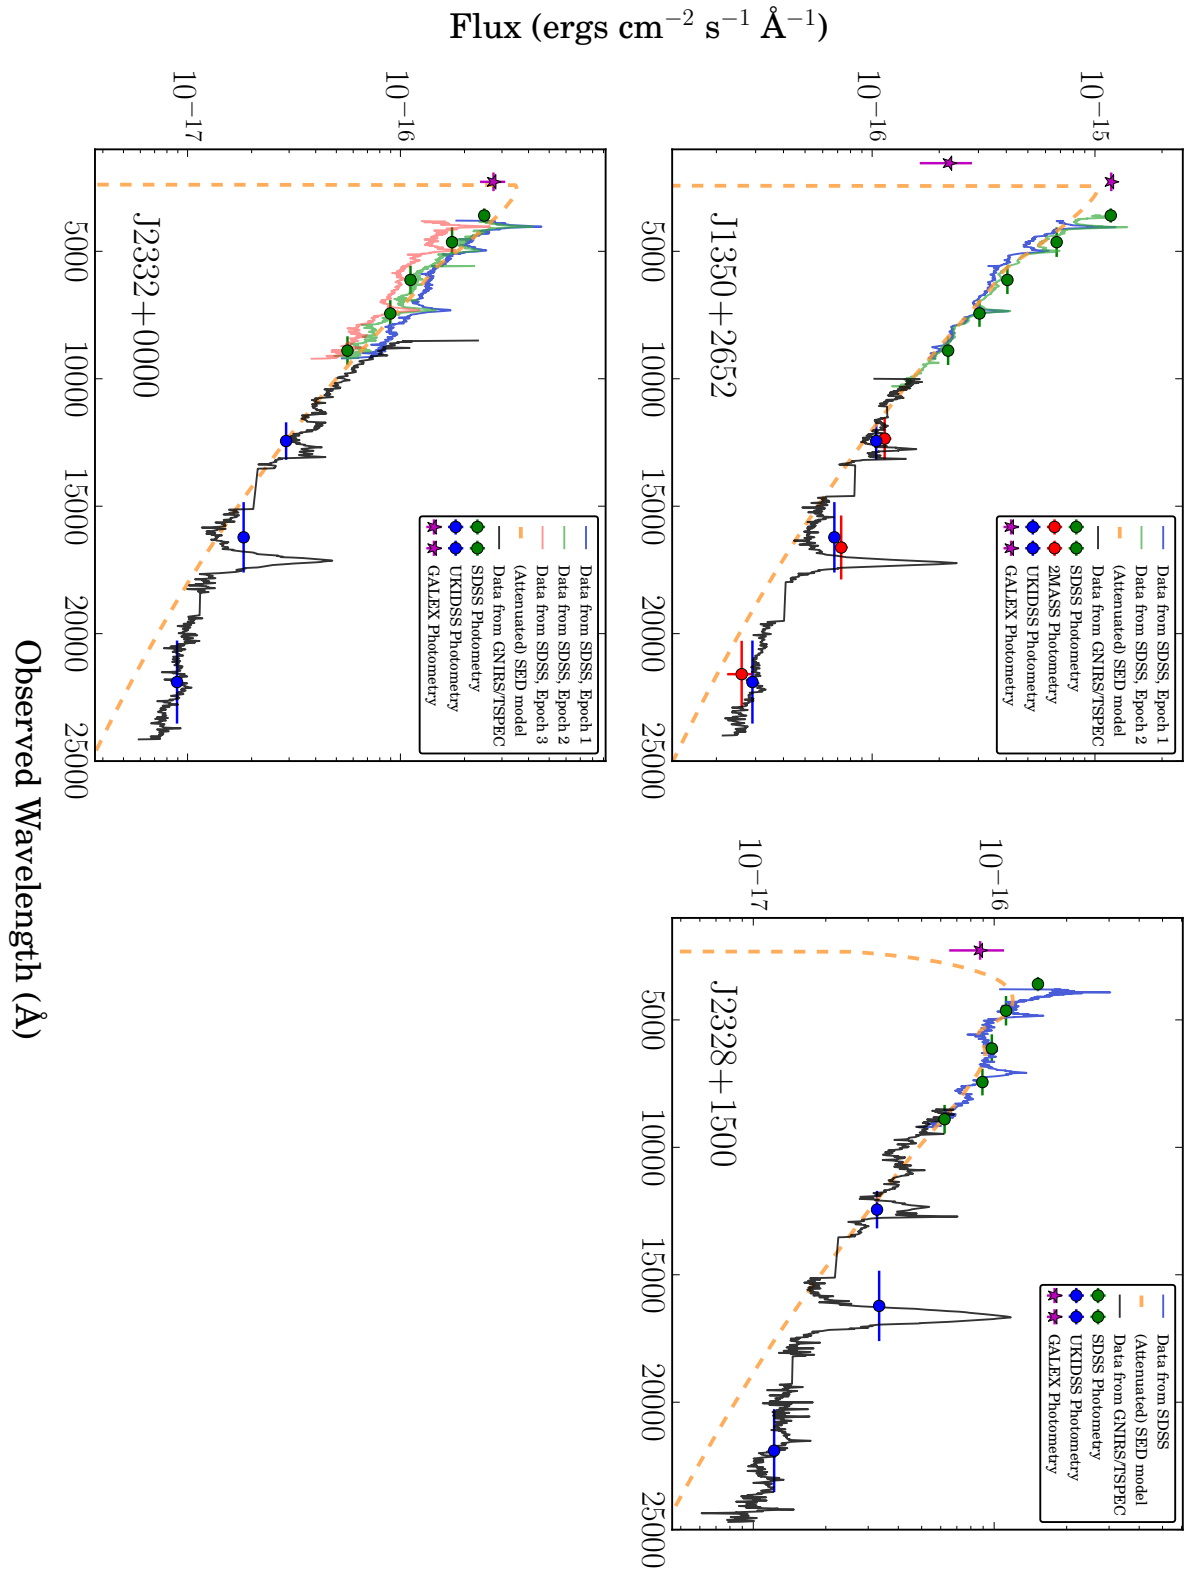 Flux (ergs cm⁻² s⁻¹ Å⁻¹)
10⁻¹⁵
10⁻¹⁶
J1350+2652
5000
10000
15000
20000
25000
Data from SDSS, Epoch 1
Data from SDSS, Epoch 2
(Attenuated) SED model
Data from GNIRS/TSPEC
SDSS Photometry
2MASS Photometry
UKIDSS Photometry
GALEX Photometry
10⁻¹⁶
10⁻¹⁷
J2328+1500
5000
10000
15000
20000
25000
Data from SDSS
(Attenuated) SED model
Data from GNIRS/TSPEC
SDSS Photometry
UKIDSS Photometry
GALEX Photometry
10⁻¹⁶
10⁻¹⁷
J2332+0000
5000
10000
15000
20000
25000
Data from SDSS, Epoch 1
Data from SDSS, Epoch 2
Data from SDSS, Epoch 3
(Attenuated) SED model
Data from GNIRS/TSPEC
SDSS Photometry
UKIDSS Photometry
GALEX Photometry
Observed Wavelength (Å)